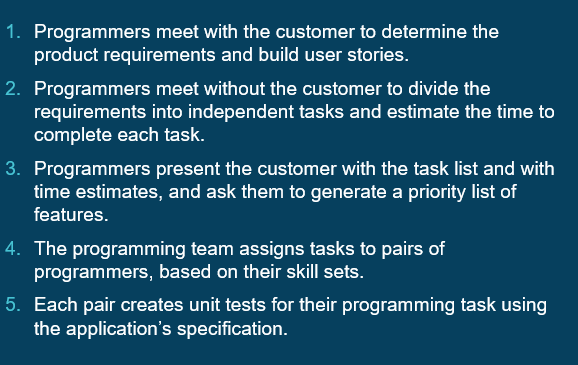 1. Programmers meet with the customer to determine the
product requirements and build user stories.
2. Programmers meet without the customer to divide the
requirements into independent tasks and estimate the time to
complete each task.
3. Programmers present the customer with the task list and with
time estimates, and ask them to generate a priority list of
features.
4. The programming team assigns tasks to pairs of
programmers, based on their skill sets.
5. Each pair creates unit tests for their programming task using
the application's specification.